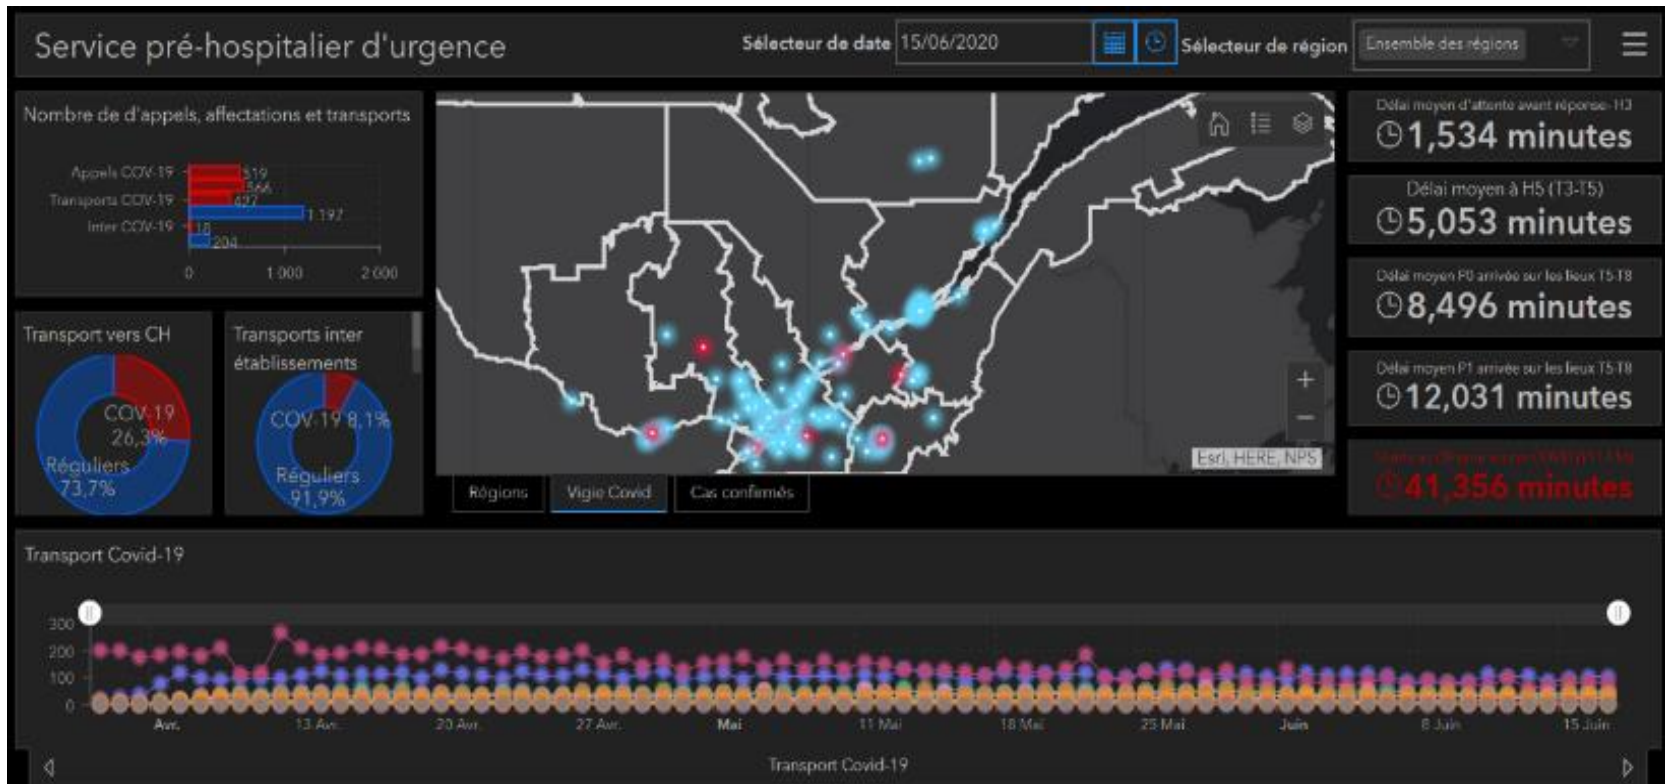 Service pré-hospitalier d'urgence
Sélecteur de date 15/06/2020
Sélecteur de région Ensemble des régions
Nombre de d'appels, affectations et transports
Appels COV-19
519
566
Transports COV-19
427
1 197
Inter COV-19
18
204
0 1 000 2 000
Transport vers CH
COV-19
26,3%
Réguliers
73,7%
Transports inter
établissements
COV-19 8,1%
Réguliers
91,9%
Esri, HERE, NPS
Régions Vigie Covid Cas confirmés
Délai moyen d'attente avant réponse- H3
1,534 minutes
Délai moyen à H5 (T3-T5)
5,053 minutes
Délai moyen P0 arrivée sur les lieux T5-T8
8,496 minutes
Délai moyen P1 arrivée sur les lieux T5-T8
12,031 minutes
41,356 minutes
Transport Covid-19
300
200
100
0
Avr. 13 Avr. 20 Avr. 27 Avr. Mai 11 Mai 18 Mai 25 Mai Juin 8 Juin 15 Juin
Transport Covid-19